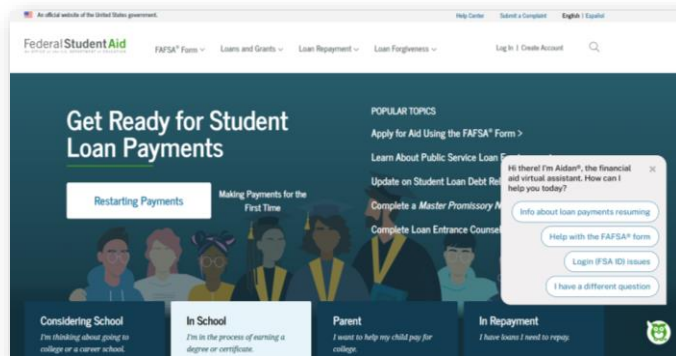 An official website of the United States government.
Help Center Submit a Complaint English | Español
Federal Student Aid
FAFSA® Form Loans and Grants Loan Repayment Loan Forgiveness Log In | Create Account
Get Ready for Student
Loan Payments
Restarting Payments
Making Payments for the
First Time
POPULAR TOPICS
Apply for Aid Using the FAFSA® Form >
Learn About Public Service Loan
Update on Student Loan Debt
Complete a Master Promissory
Complete Loan Entrance
Hi there! I'm Aidan®, the financial
aid virtual assistant. How can I
help you today?
Info about loan payments resuming
Help with the FAFSA® form
Login (FSA ID) issues
I have a different question
Considering School
I'm thinking about going to
college or a career school.
In School
I'm in the process of earning a
degree or certificate.
Parent
I want to help my child pay for
college.
In Repayment
I have loans I need to repay.